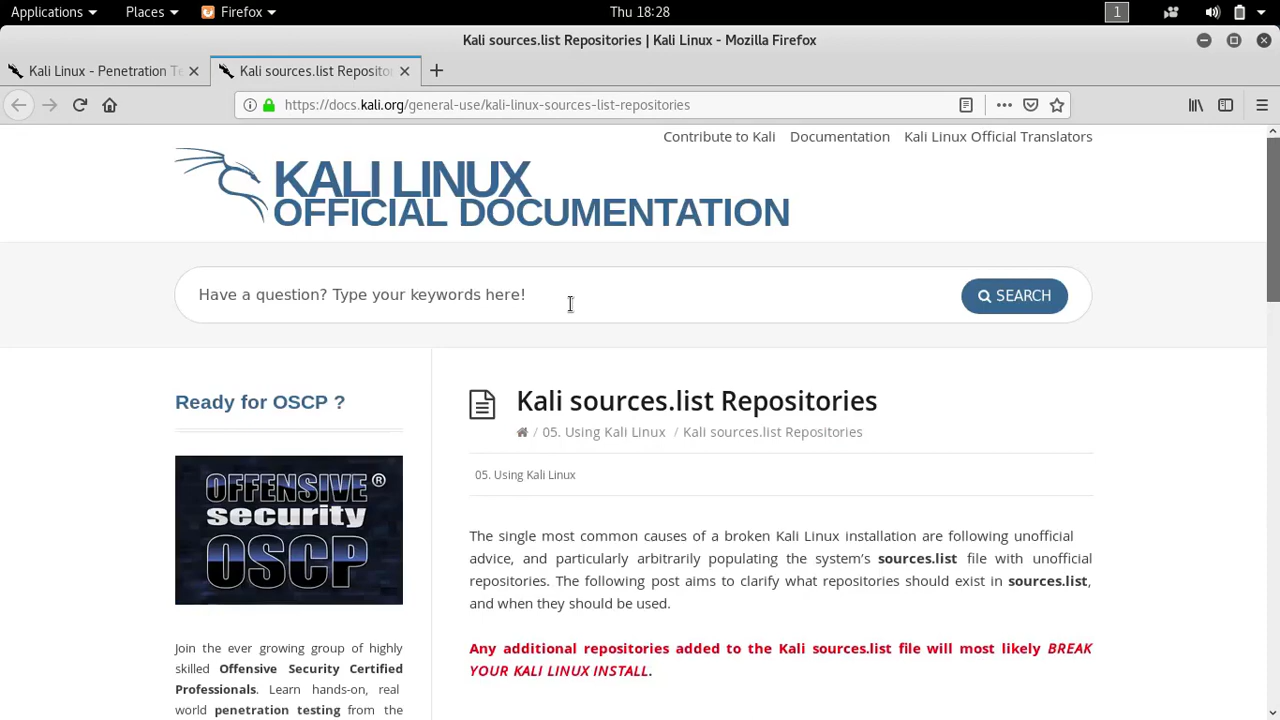 Applications Places Firefox Thu 18:28 1
Kali sources.list Repositories | Kali Linux - Mozilla Firefox
Kali Linux - Penetration Te Kali sources.list Reposito
https://docs.kali.org/general-use/kali-linux-sources-list-repositories
Contribute to Kali Documentation Kali Linux Official Translators
KALI LINUX
OFFICIAL DOCUMENTATION
Have a question? Type your keywords here! SEARCH
Ready for OSCP ?
OFFENSIVE®
security
OSCP
Join the ever growing group of highly
skilled Offensive Security Certified
Professionals. Learn hands-on, real
world penetration testing from the
Kali sources.list Repositories
/ 05. Using Kali Linux / Kali sources.list Repositories
05. Using Kali Linux
The single most common causes of a broken Kali Linux installation are following unofficial
advice, and particularly arbitrarily populating the system’s sources.list file with unofficial
repositories. The following post aims to clarify what repositories should exist in sources.list,
and when they should be used.
Any additional repositories added to the Kali sources.list file will most likely BREAK
YOUR KALI LINUX INSTALL.